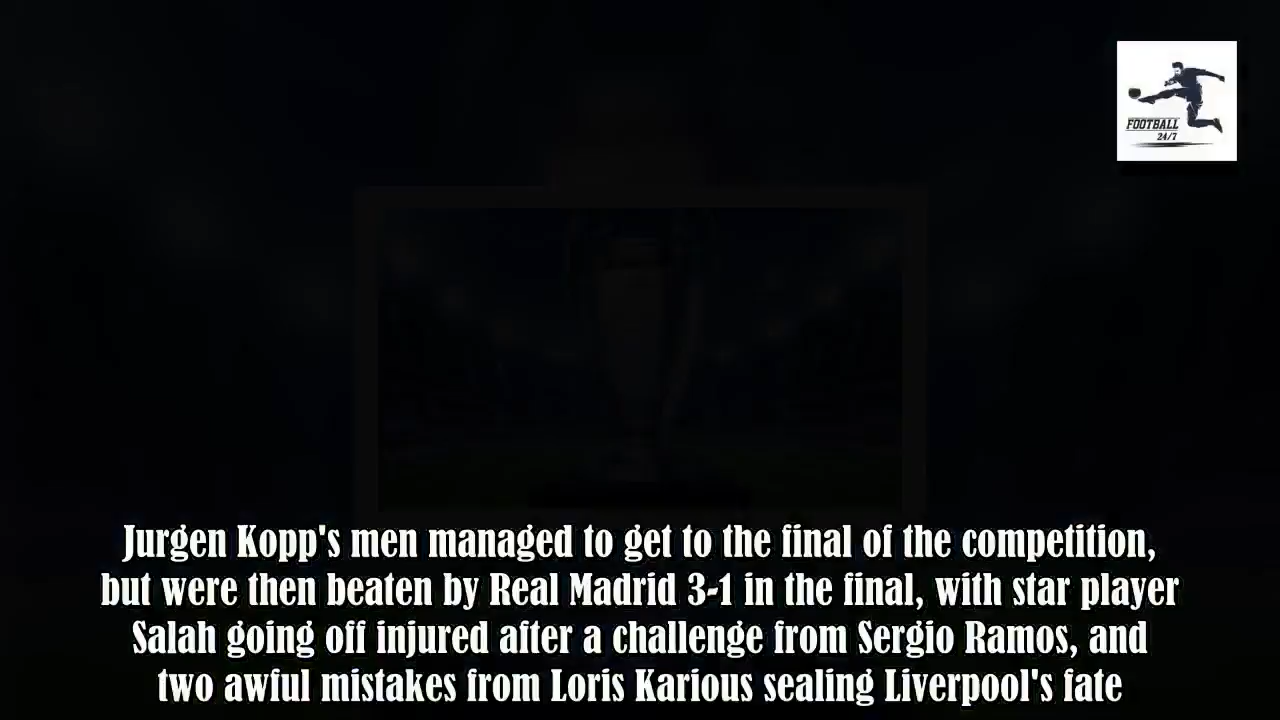 FOOTBALL
24/7
Jurgen Kopp's men managed to get to the final of the competition,
but were then beaten by Real Madrid 3-1 in the final, with star player
Salah going off injured after a challenge from Sergio Ramos, and
two awful mistakes from Loris Karious sealing Liverpool's fate